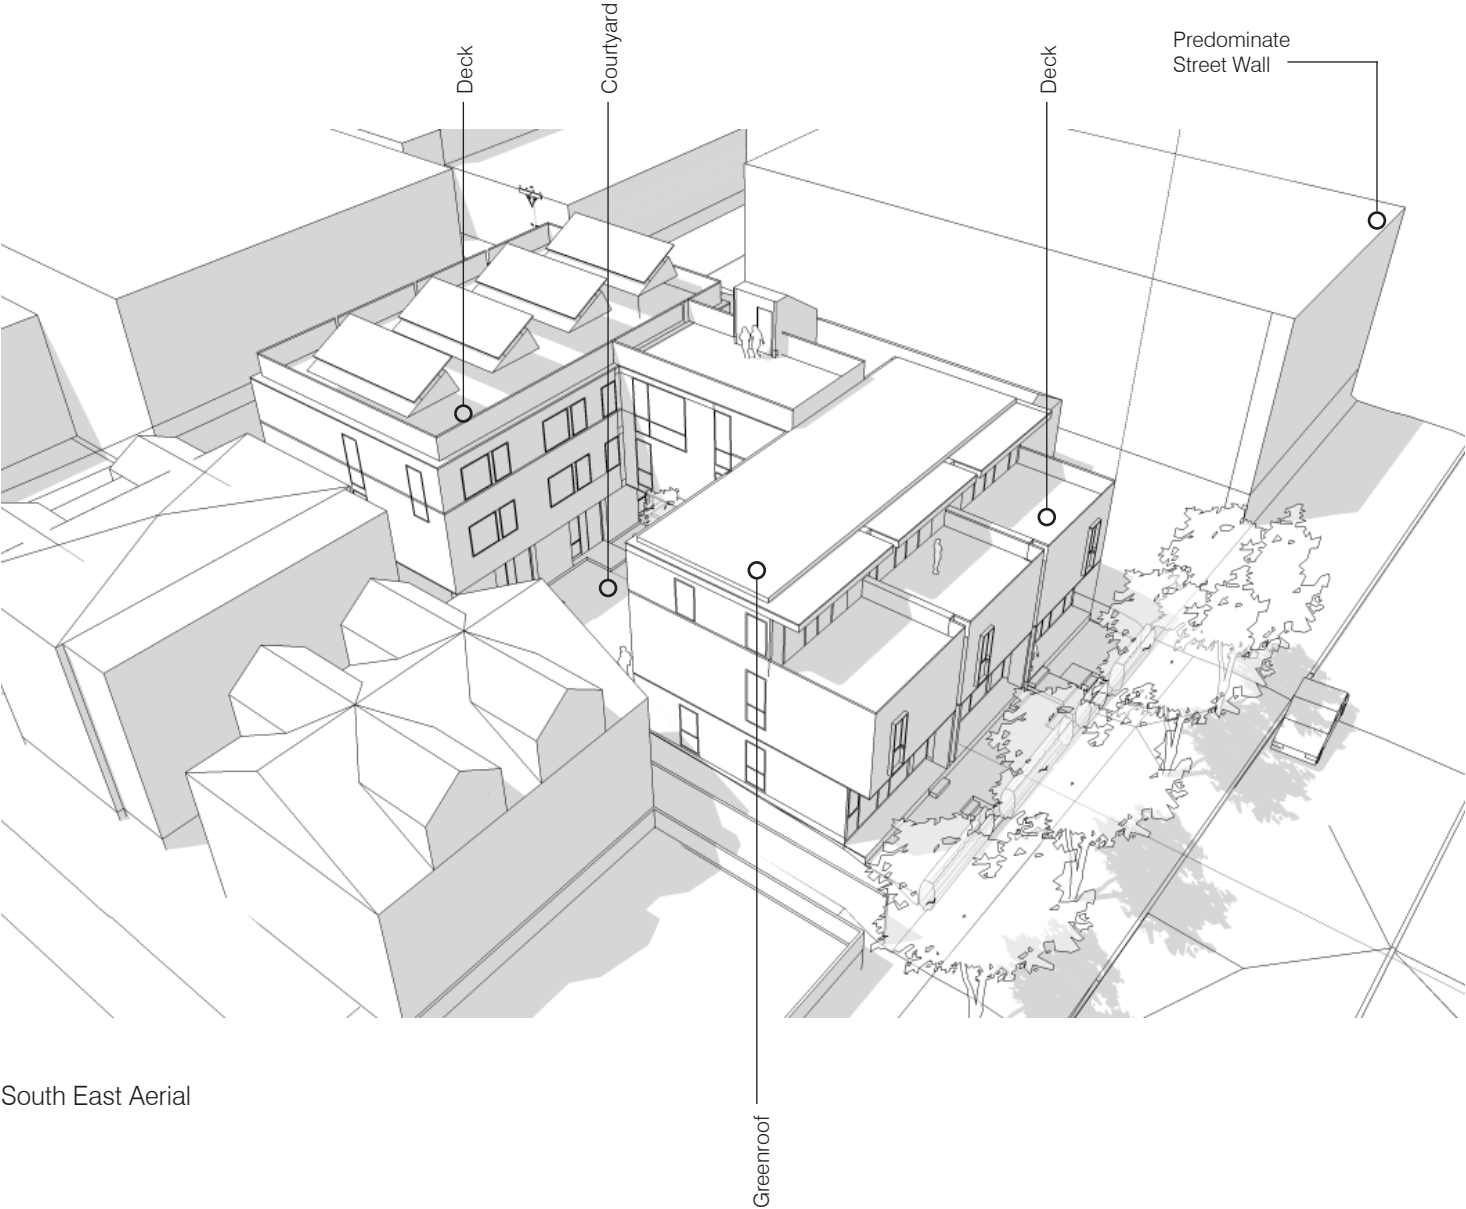 Deck
Courtyard
Deck
Predominate
Street Wall
South East Aerial
Greenroof